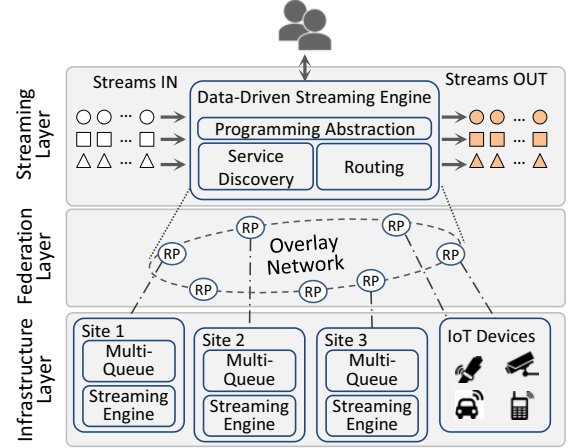 Streaming
Layer
Streams IN
Streams OUT
Data-Driven Streaming Engine
Programming Abstraction
Service
Discovery
Routing
...
...
...
...
...
...
Federation
Layer
RP
RP
RP
RP
RP
RP
RP
Overlay
Network
Infrastructure
Layer
Site 1
Multi-
Queue
Streaming
Engine
Site 2
Multi-
Queue
Streaming
Engine
Site 3
Multi-
Queue
Streaming
Engine
IoT Devices